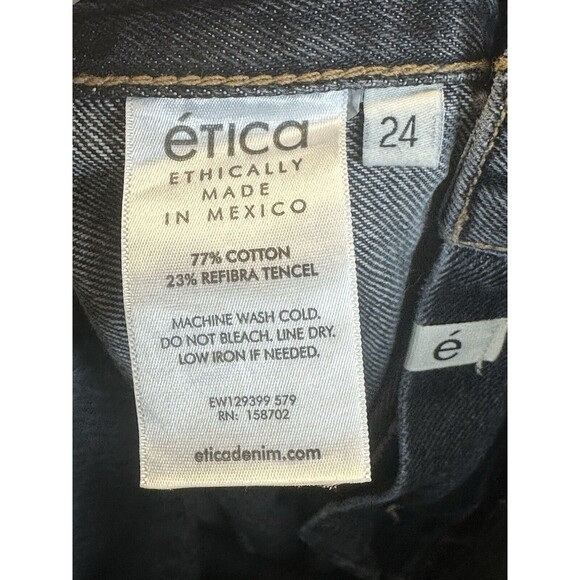 éTICa
ETHICALLY
MADE
IN MEXICO
77% COTTON
23% REFIBRA TENCEL
MACHINE WASH COLD.
DO NOT BLEACH. LINE DRY.
LOW IRON IF NEEDED.
EW129399 579
RN: 158702
eticadenim.com
24
é